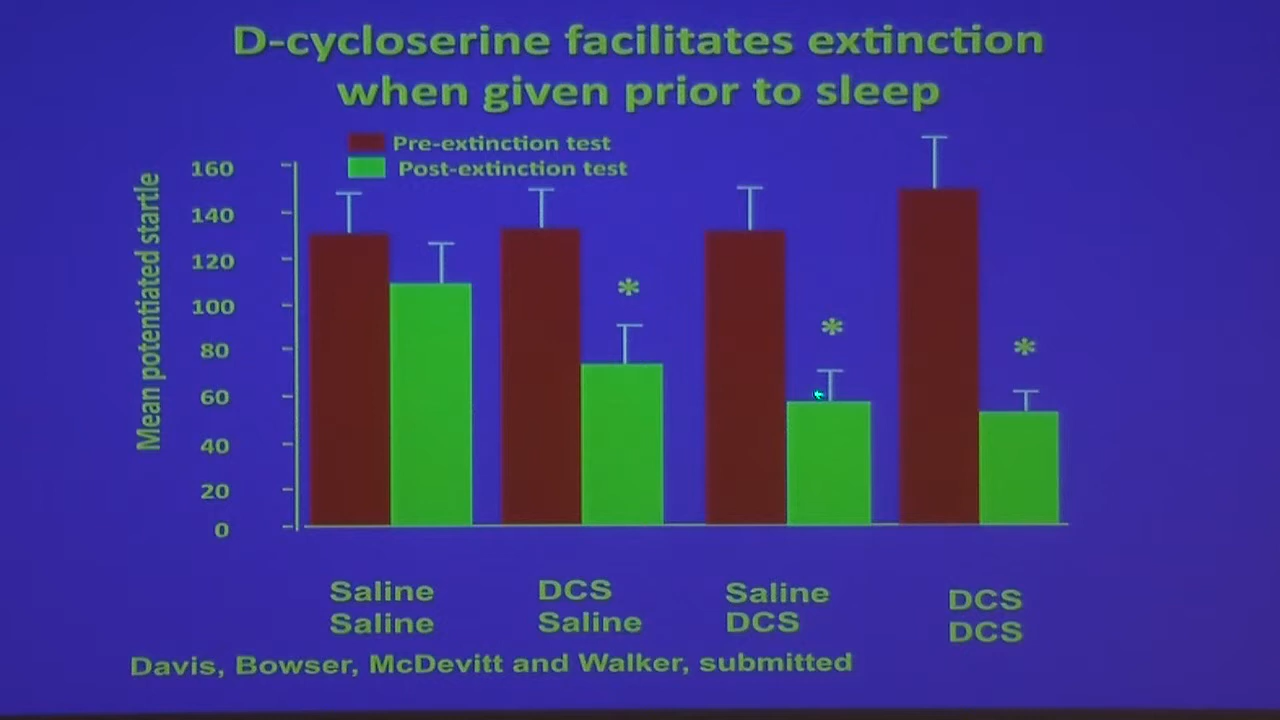 D-cycloserine facilitates extinction
when given prior to sleep
Pre-extinction test
Post-extinction test
Mean potentiated startle
160
140
120
100
80
60
40
20
0
*
*
*
Saline
Saline
DCS
Saline
Saline
DCS
DCS
DCS
Davis, Bowser, McDevitt and Walker, submitted